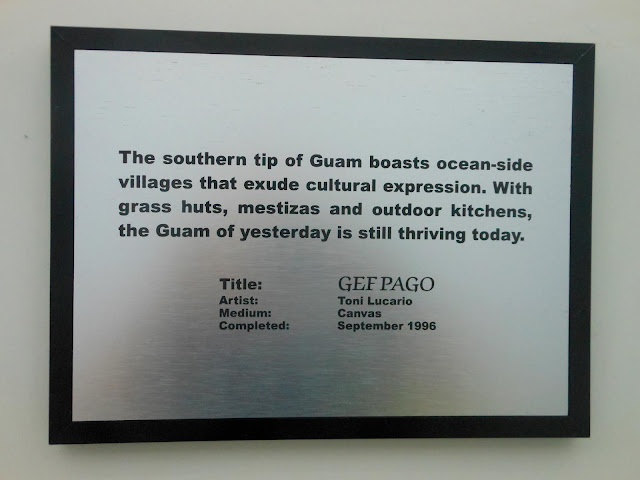 The southern tip of Guam boasts ocean-side
villages that exude cultural expression. With
grass huts, mestizas and outdoor kitchens,
the Guam of yesterday is still thriving today.
Title: GEF PAGO
Artist: Toni Lucario
Medium: Canvas
Completed: September 1996